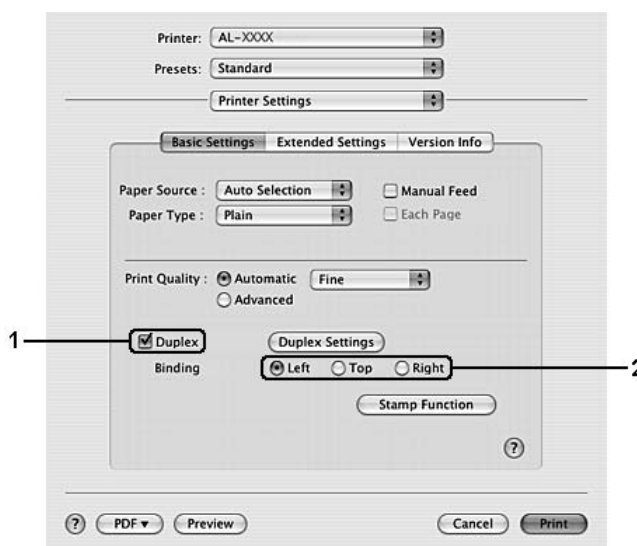 Printer: AL-XXXX
Presets: Standard
Printer Settings
Basic Settings Extended Settings Version Info
Paper Source : Auto Selection Manual Feed
Paper Type : Plain Each Page
Print Quality : Automatic Fine
Advanced
1 Duplex Duplex Settings
Binding Left Top Right 2
Stamp Function
?
? PDF ▼ Preview Cancel Print